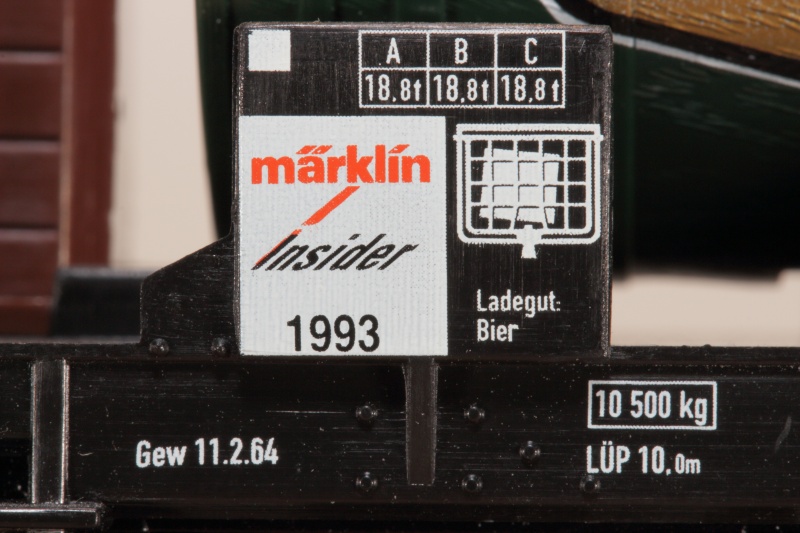 A B C
18,8t 18,8t 18,8t
märklin
Insider
1993
Ladegut:
Bier
10 500 kg
Gew 11.2.64
LÜP 10,0m